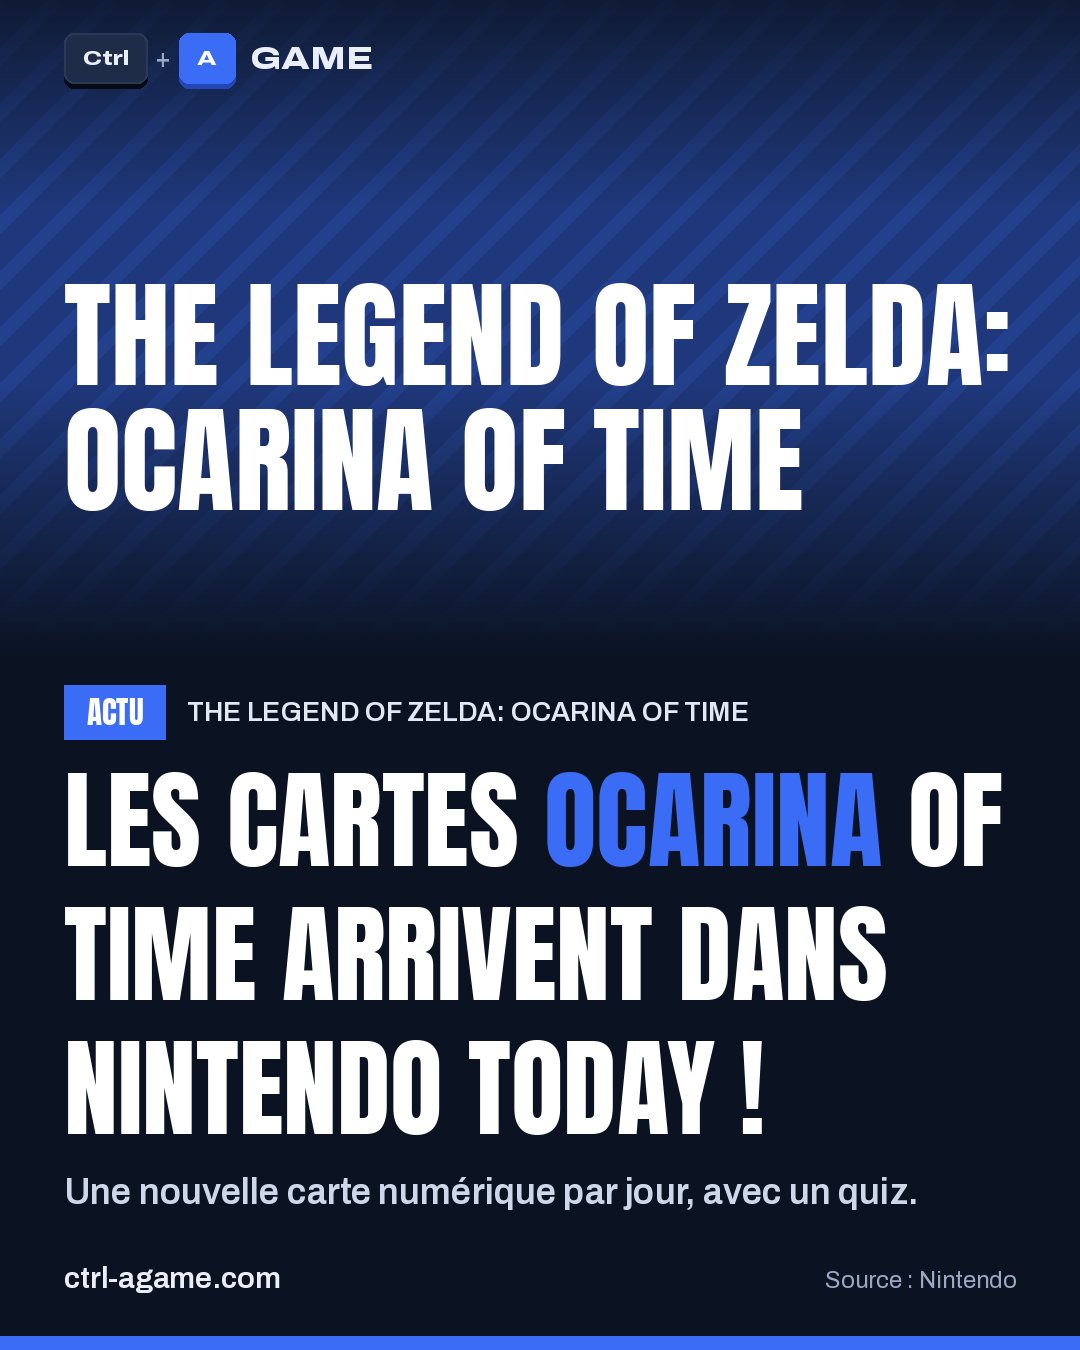 Ctrl + A GAME
THE LEGEND OF ZELDA:
OCARINA OF TIME
ACTU THE LEGEND OF ZELDA: OCARINA OF TIME
LES CARTES OCARINA OF
TIME ARRIVENT DANS
NINTENDO TODAY !
Une nouvelle carte numérique par jour, avec un quiz.
ctrl-agame.com
Source : Nintendo